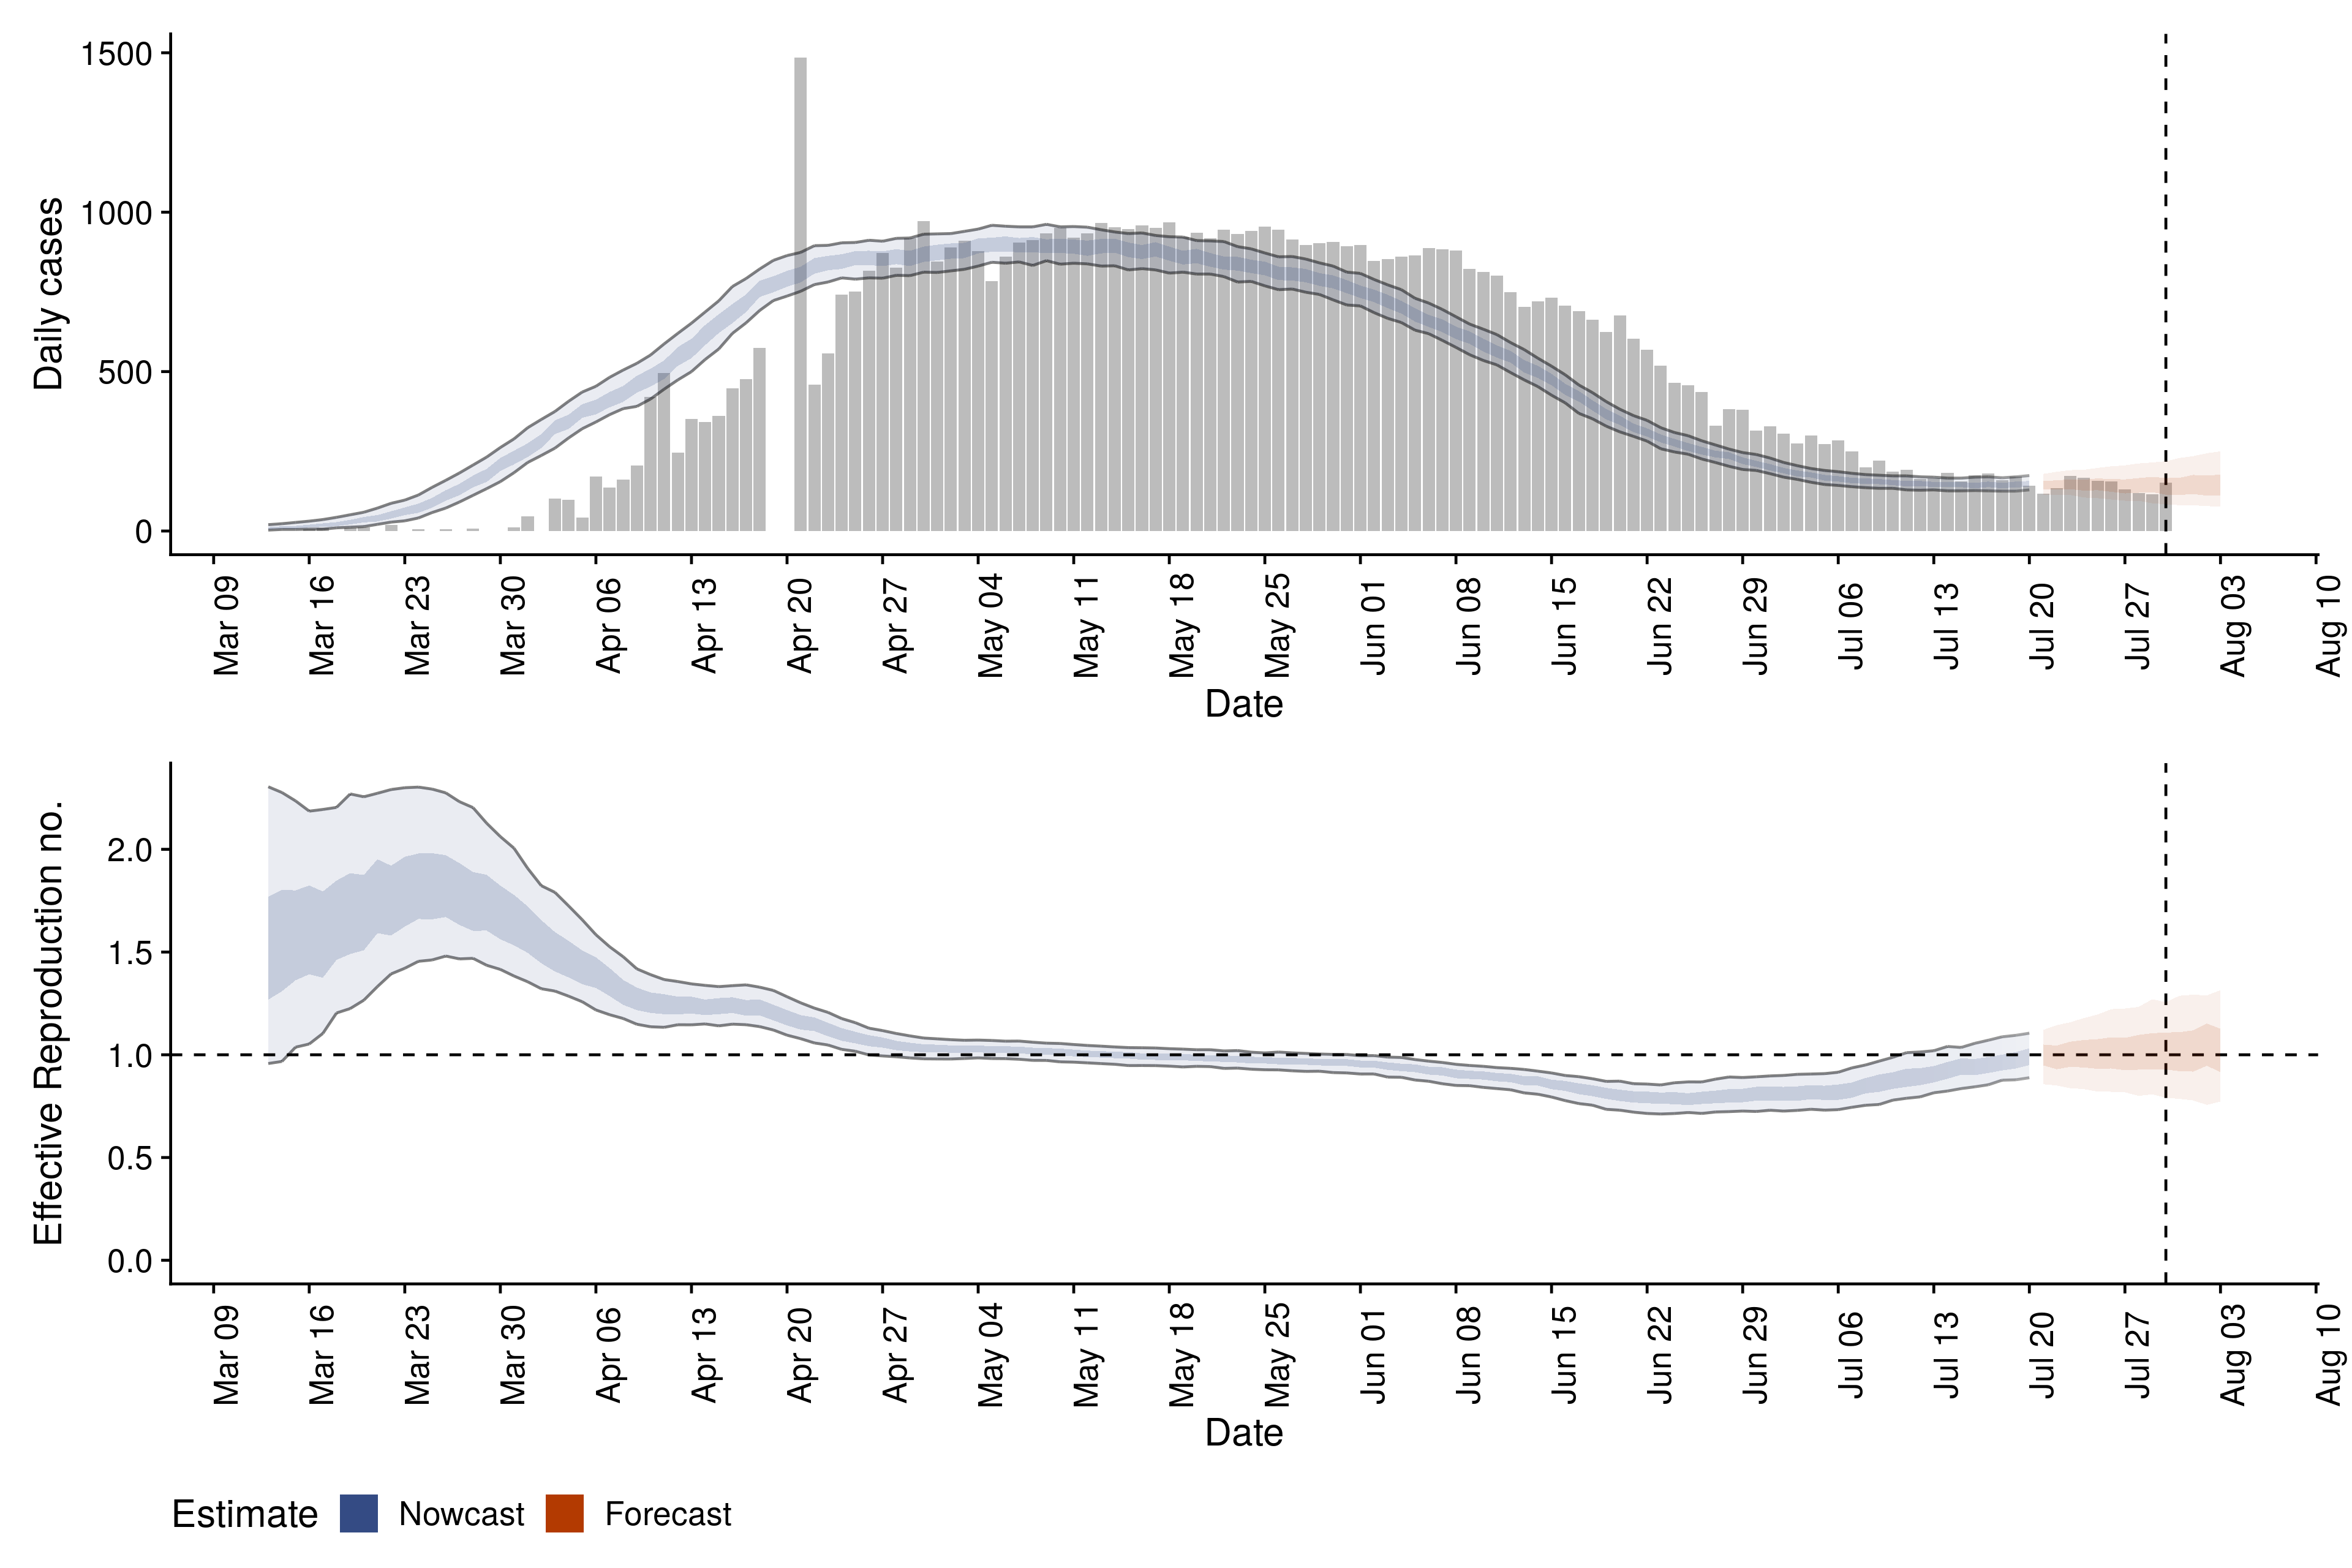 Daily cases
1500
1000
500
0
Mar 09
Mar 16
Mar 23
Mar 30
Apr 06
Apr 13
Apr 20
Apr 27
May 04
May 11
May 18
May 25
Jun 01
Jun 08
Jun 15
Jun 22
Jun 29
Jul 06
Jul 13
Jul 20
Jul 27
Aug 03
Aug 10
Date
Effective Reproduction no.
2.0
1.5
1.0
0.5
0.0
Mar 09
Mar 16
Mar 23
Mar 30
Apr 06
Apr 13
Apr 20
Apr 27
May 04
May 11
May 18
May 25
Jun 01
Jun 08
Jun 15
Jun 22
Jun 29
Jul 06
Jul 13
Jul 20
Jul 27
Aug 03
Aug 10
Date
Estimate Nowcast Forecast